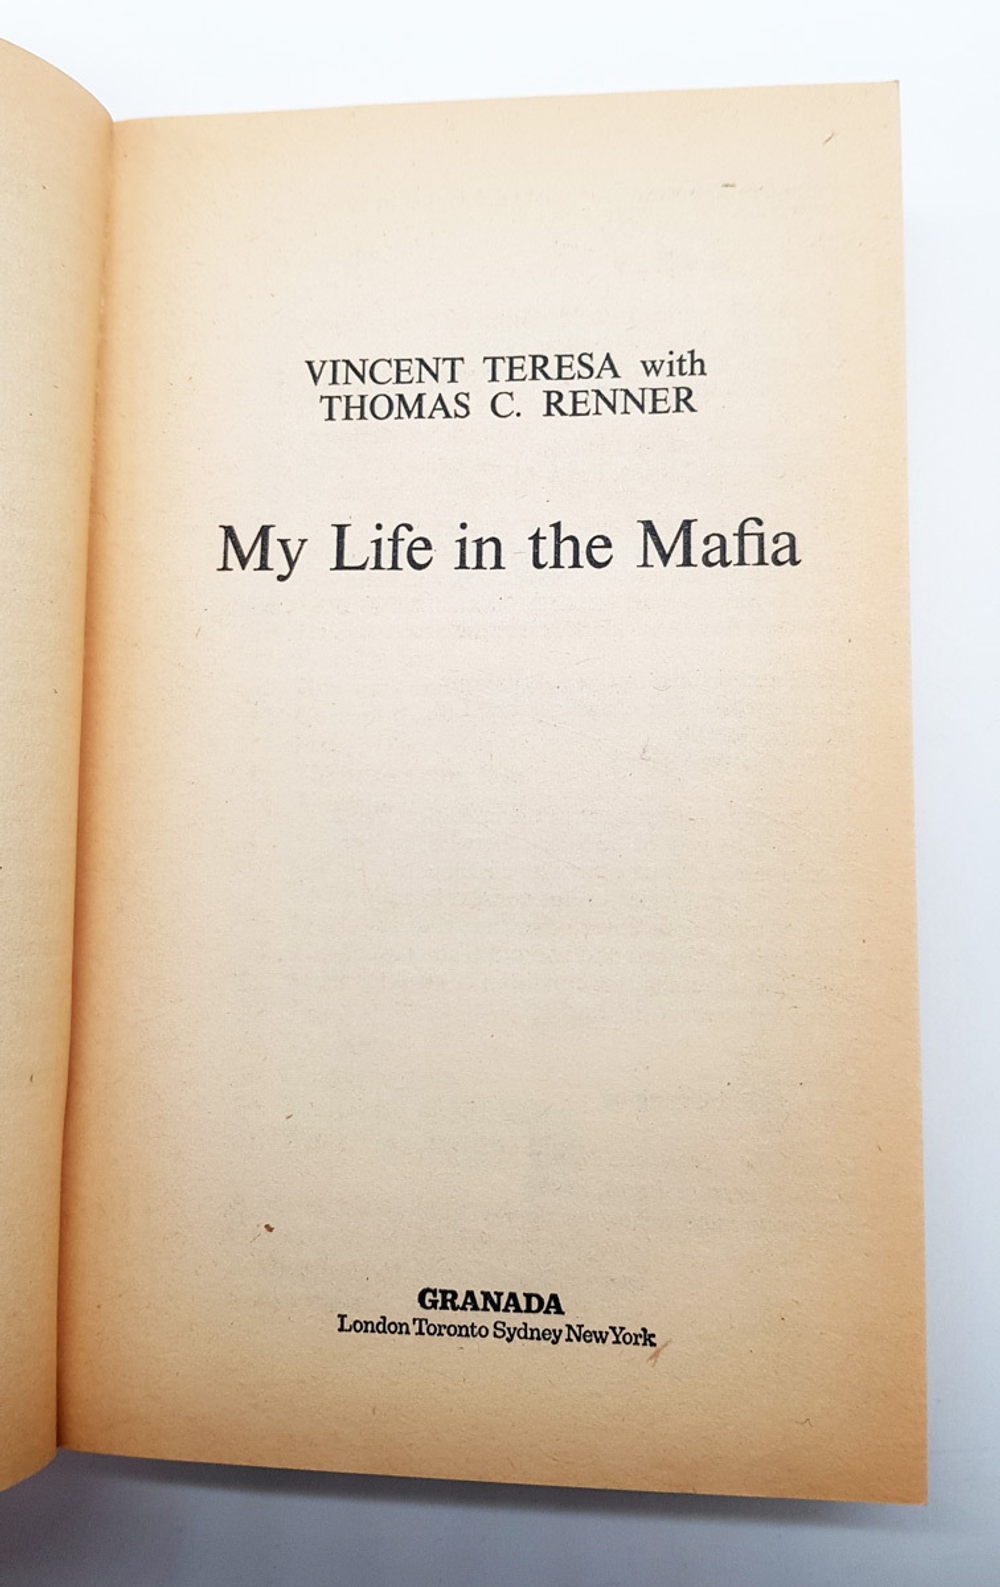 VINCENT TERESA with
THOMAS C. RENNER
My Life in the Mafia
GRANADA
London Toronto Sydney New York